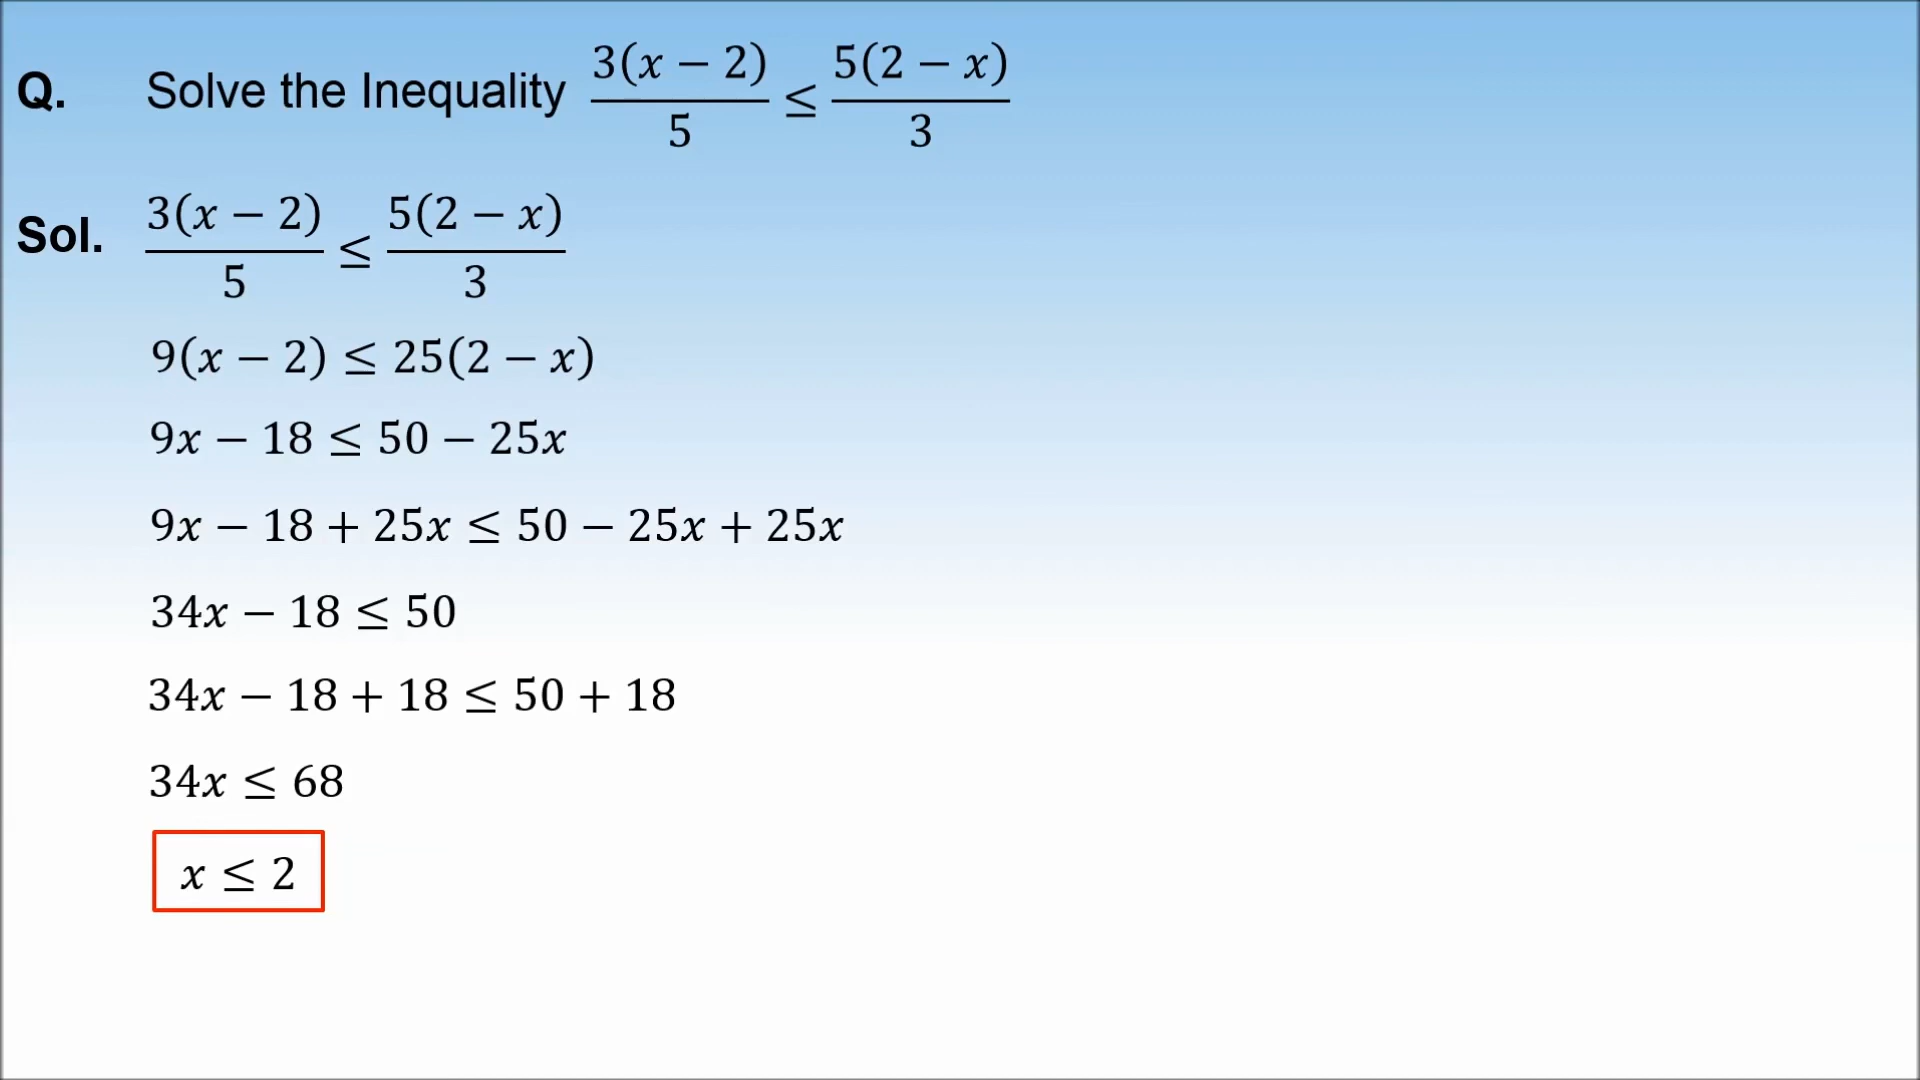 Q. Solve the Inequality 3(x − 2)/5 ≤ 5(2 − x)/3
Sol. 3(x − 2)/5 ≤ 5(2 − x)/3
9(x − 2) ≤ 25(2 − x)
9x − 18 ≤ 50 − 25x
9x − 18 + 25x ≤ 50 − 25x + 25x
34x − 18 ≤ 50
34x − 18 + 18 ≤ 50 + 18
34x ≤ 68
x ≤ 2